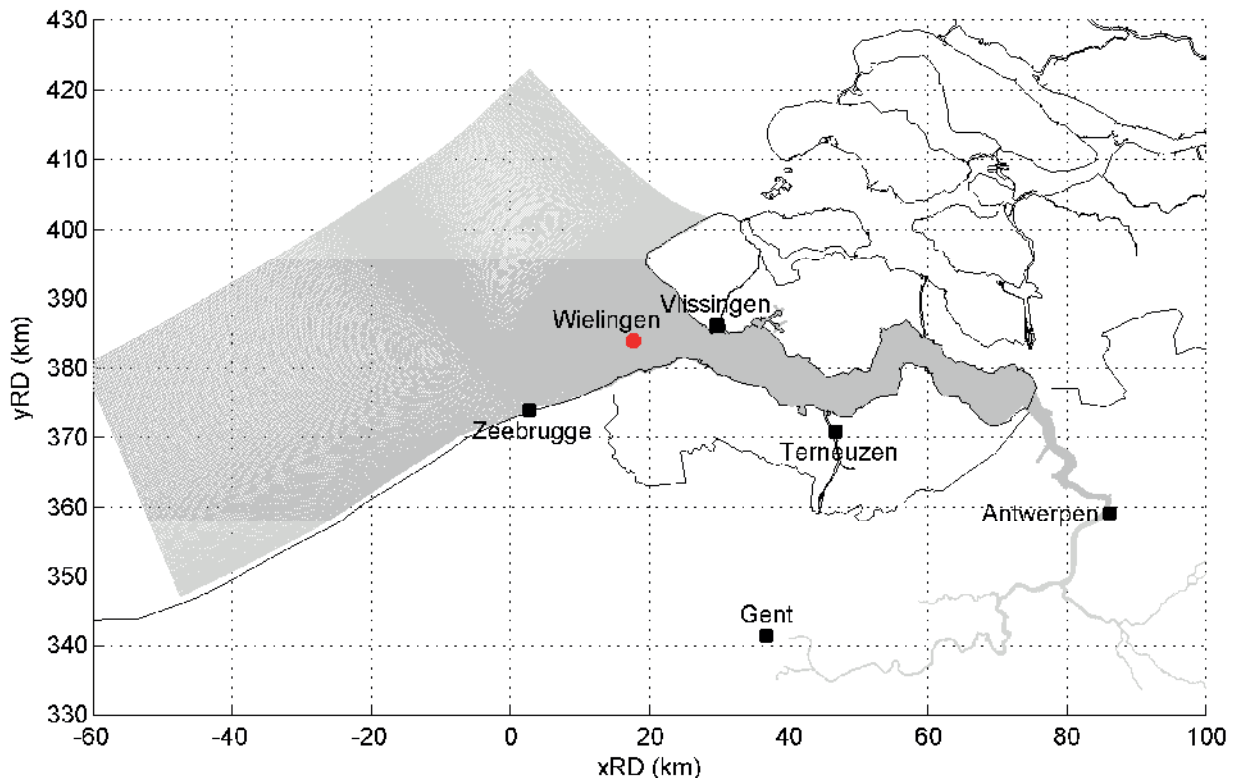 430
420
410
400
390
380
370
360
350
340
330
yRD (km)
Vlissingen
Wielingen
Zeebrugge
Terneuzen
Antwerpen
Gent
-60 -40 -20 0 20 40 60 80 100
xRD (km)